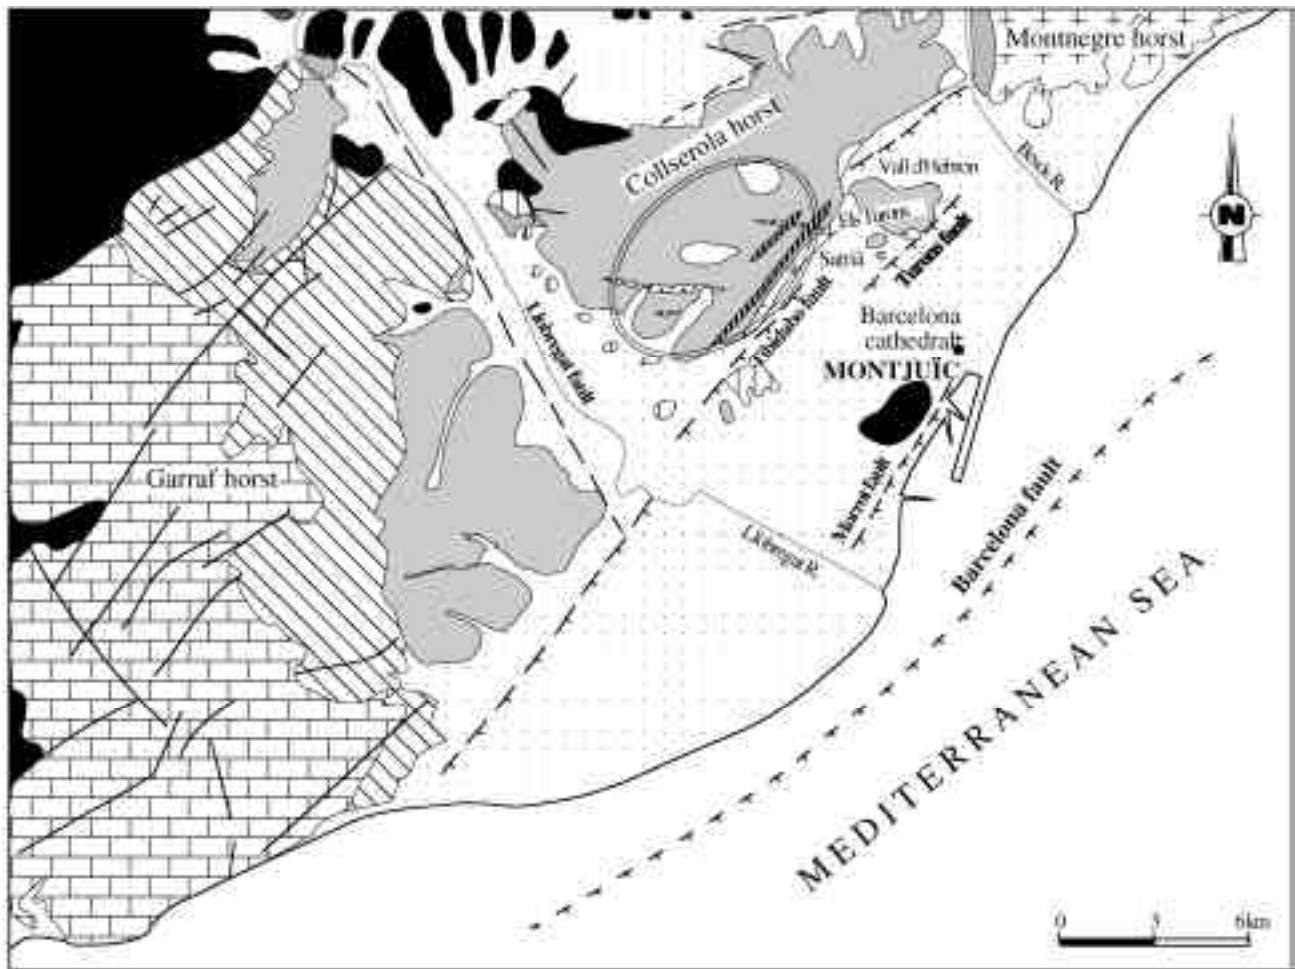 Montnegre horst
Collserola horst
Vall d'Hebron
Besòs R.
N
Els Turons
Sarrià
Turons fault
Tibidabo fault
Llobregat fault
Barcelona
cathedral
MONTJUÏC
Garraf horst
Morrot fault
Barcelona fault
Llobregat R.
MEDITERRANEAN SEA
0 3 6km